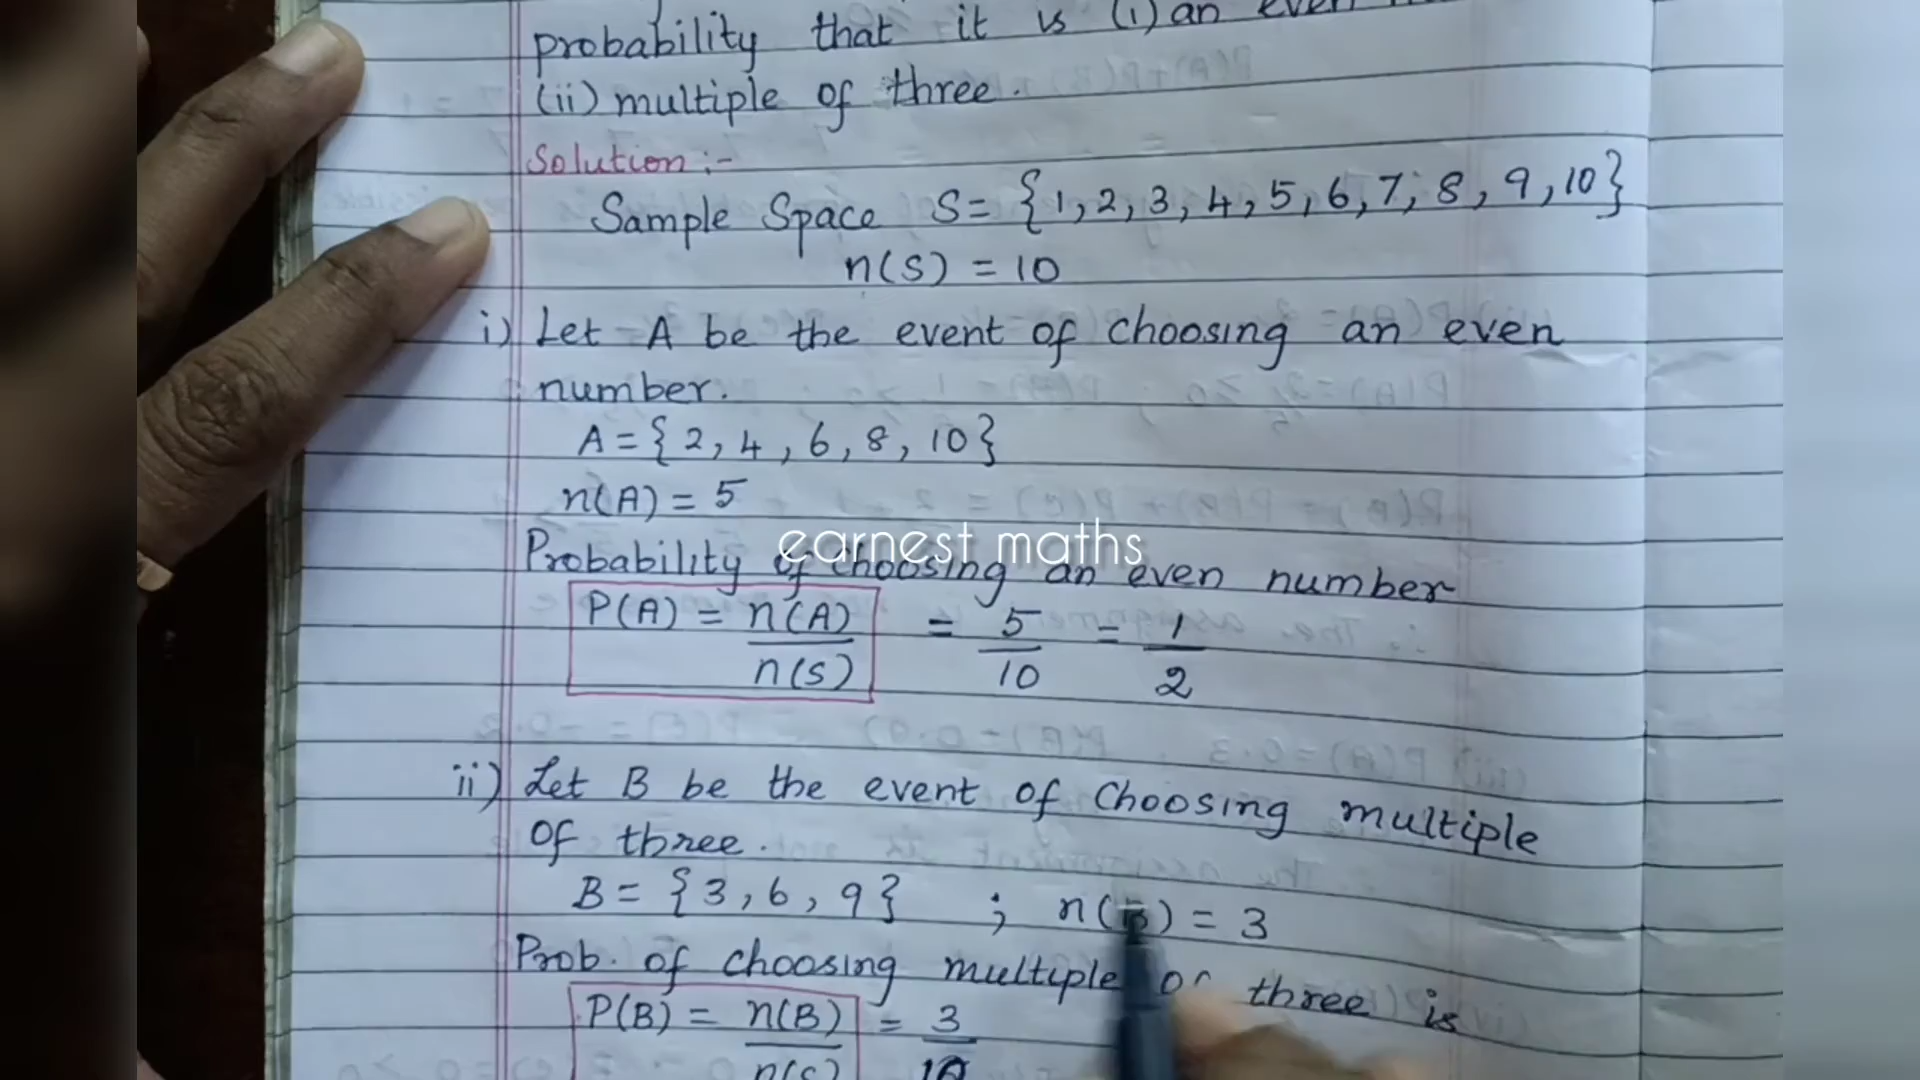 probability that it is (i) an even
(ii) multiple of three.
Solution :-
Sample Space S = {1, 2, 3, 4, 5, 6, 7, 8, 9, 10}
n(S) = 10
i) Let A be the event of choosing an even
number.
A = {2, 4, 6, 8, 10}
n(A) = 5
earnest maths
Probability of choosing an even number
P(A) = n(A) = 5 = 1
n(S) 10 2
ii) Let B be the event of choosing multiple
of three.
B = {3, 6, 9} ; n(B) = 3
Prob. of choosing multiple of three is
P(B) = n(B) = 3
n(S) 10